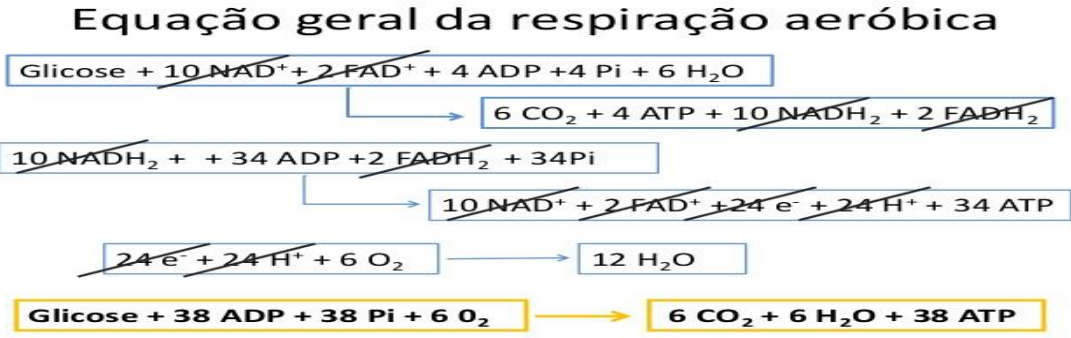 Equação geral da respiração aeróbica
Glicose + 10 NAD⁺ + 2 FAD⁺ + 4 ADP +4 Pi + 6 H₂O
6 CO₂ + 4 ATP + 10 NADH₂ + 2 FADH₂
10 NADH₂ + + 34 ADP +2 FADH₂ + 34Pi
10 NAD⁺ + 2 FAD⁺ +24 e⁻ + 24 H⁺ + 34 ATP
24 e⁻ + 24 H⁺ + 6 O₂ → 12 H₂O
Glicose + 38 ADP + 38 Pi + 6 0₂ → 6 CO₂ + 6 H₂O + 38 ATP